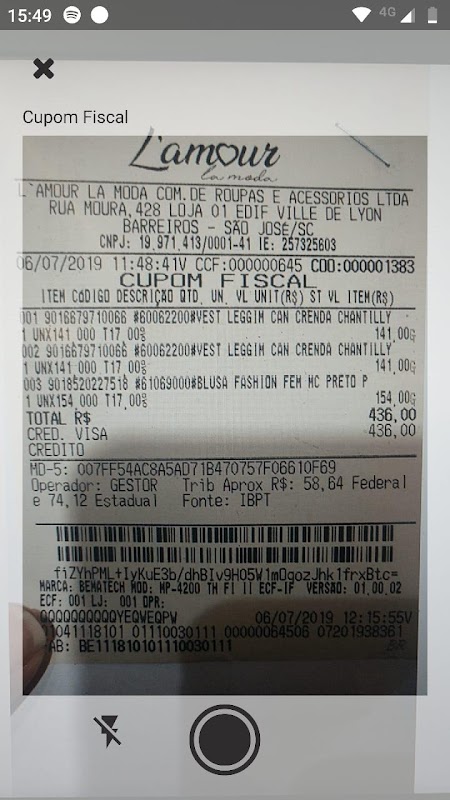 15:49
4G
Cupom Fiscal
L'amour
la moda
L'AMOUR LA MODA COM.DE ROUPAS E ACESSORIOS LTDA
RUA MOURA,428 LOJA 01 EDIF VILLE DE LYON
BARREIROS - SÃO JOSÉ/SC
CNPJ: 19.971.413/0001-41 IE: 257325603
06/07/2019 11:48:41V CCF:000000645 COO:000001383
CUPOM FISCAL
ITEM CÓDIGO DESCRIÇÃO QTD. UN. VL UNIT(R$) ST VL ITEM(R$)
001 9016679710066 #60062200#VEST LEGGIM CAN CRENDA CHANTILLY
1 UNX141,000 T17,00% 141,00G
002 9016679710066 #60062200#VEST LEGGIM CAN CRENDA CHANTILLY
1 UNX141,000 T17,00% 141,00G
003 9018520227518 #61069000#BLUSA FASHION FEM MC PRETO P
1 UNX154,000 T17,00% 154,00G
TOTAL R$ 436,00
CRED. VISA 436,00
CREDITO
MD-5: 007FF54AC8A5AD71B470757F06610F69
Operador: GESTOR Trib Aprox R$: 58,64 Federal
e 74,12 Estadual Fonte: IBPT
fiZYhPML+IyKuE3b/dhBIv9HO5W1mOgozJhk1frxBtc=
MARCA: BEMATECH MOD: MP-4200 TH FI II ECF-IF VERSÃO: 01.00.02
ECF: 001 LJ: 001 OPR:
QQQQQQQQQYEQWEQPW 06/07/2019 12:15:55V
01041118101 01110030111 00000064506 07201938361
FAB: BE111810101110030111 BR